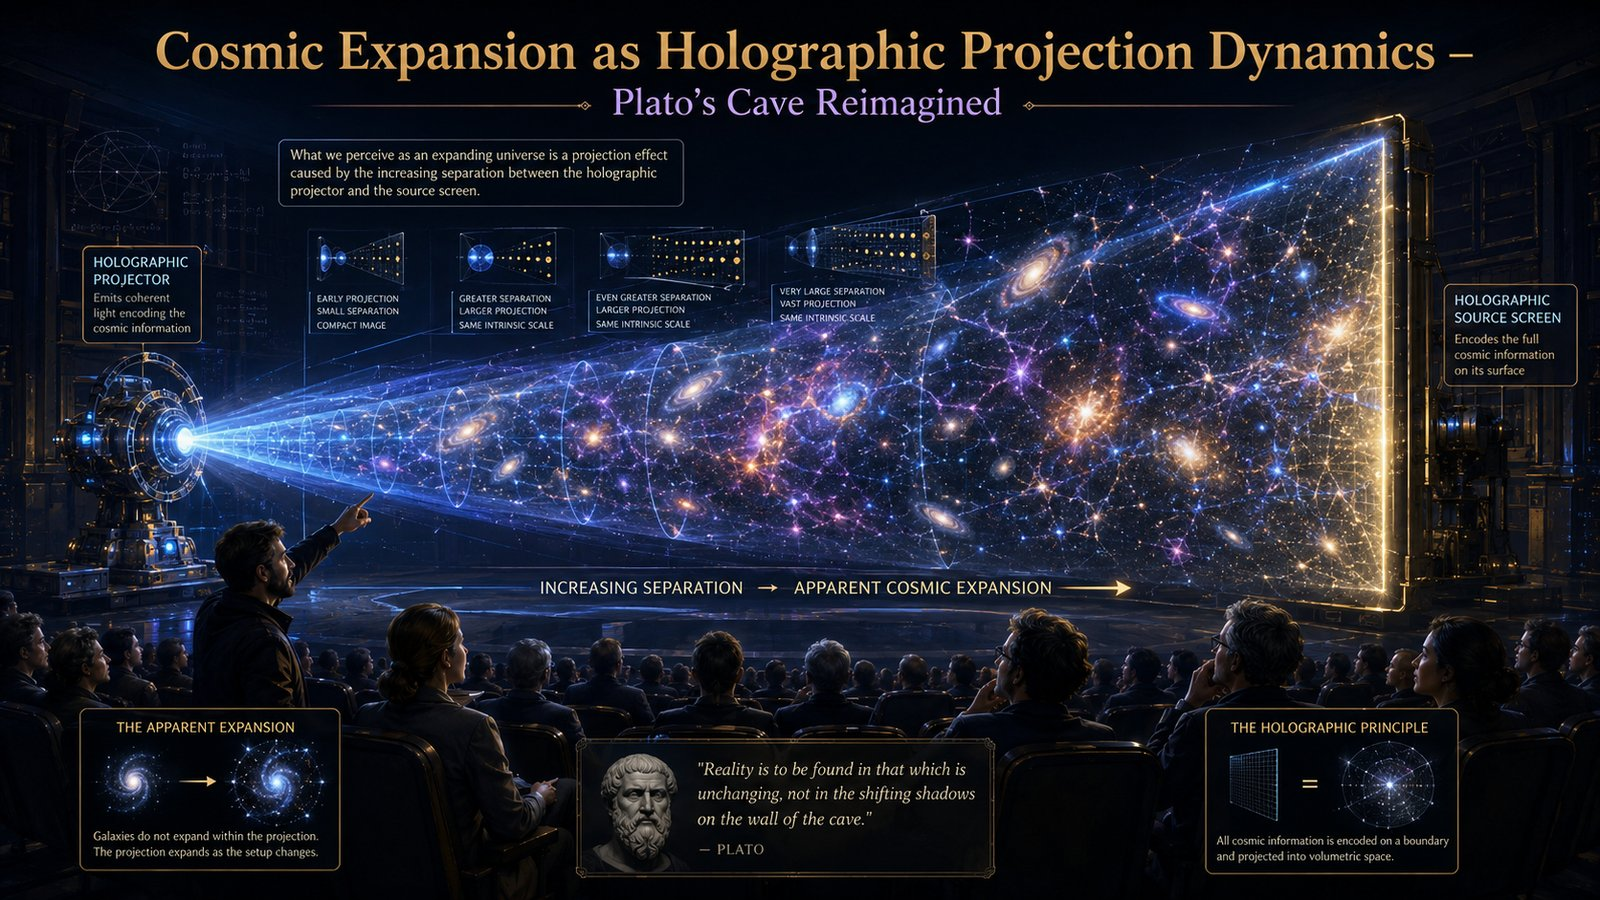 Cosmic Expansion as Holographic Projection Dynamics –
Plato's Cave Reimagined
What we perceive as an expanding universe is a projection effect
caused by the increasing separation between the holographic
projector and the source screen.
HOLOGRAPHIC
PROJECTOR
Emits coherent
light encoding the
cosmic information
EARLY PROJECTION
SMALL SEPARATION
COMPACT IMAGE
GREATER SEPARATION
LARGER PROJECTION
SAME INTRINSIC SCALE
EVEN GREATER SEPARATION
LARGER PROJECTION
SAME INTRINSIC SCALE
VERY LARGE SEPARATION
VAST PROJECTION
SAME INTRINSIC SCALE
HOLOGRAPHIC
SOURCE SCREEN
Encodes the full
cosmic information
on its surface
INCREASING SEPARATION → APPARENT COSMIC EXPANSION
THE APPARENT EXPANSION
Galaxies do not expand within the projection.
The projection expands as the setup changes.
"Reality is to be found in that which is
unchanging, not in the shifting shadows
on the wall of the cave."
— PLATO
THE HOLOGRAPHIC PRINCIPLE
=
All cosmic information is encoded on a boundary
and projected into volumetric space.